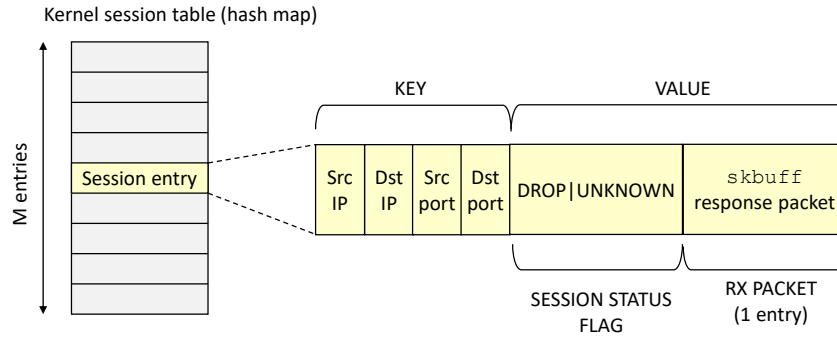 Kernel session table (hash map)
M entries
Session entry
KEY
VALUE
Src
IP
Dst
IP
Src
port
Dst
port
DROP|UNKNOWN
skbuff
response packet
SESSION STATUS
FLAG
RX PACKET
(1 entry)